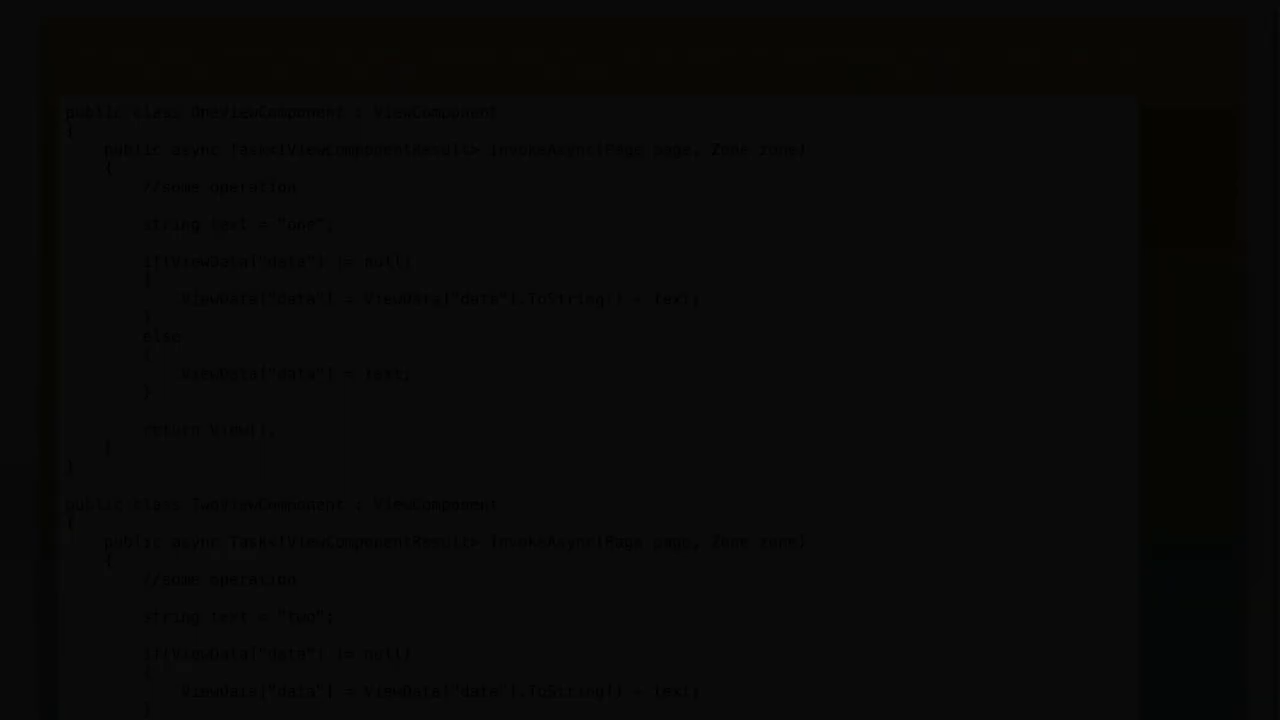 public class OneViewComponent : ViewComponent
{
public async Task<IViewComponentResult> InvokeAsync(Page page, Zone zone)
{
//some operation
string text = "one";
if(ViewData["data"] != null)
{
ViewData["data"] = ViewData["data"].ToString() + text;
}
else
{
ViewData["data"] = text;
}
return View();
}
}
public class TwoViewComponent : ViewComponent
{
public async Task<IViewComponentResult> InvokeAsync(Page page, Zone zone)
{
//some operation
string text = "two";
if(ViewData["data"] != null)
{
ViewData["data"] = ViewData["data"].ToString() + text;
}